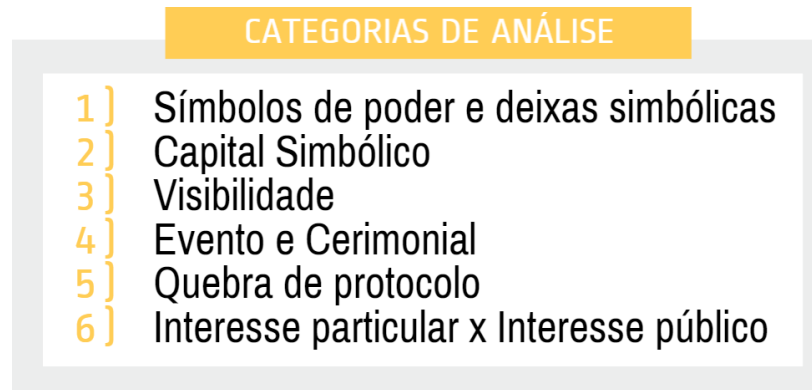 CATEGORIAS DE ANÁLISE
1) Símbolos de poder e deixas simbólicas
2) Capital Simbólico
3) Visibilidade
4) Evento e Cerimonial
5) Quebra de protocolo
6) Interesse particular x Interesse público